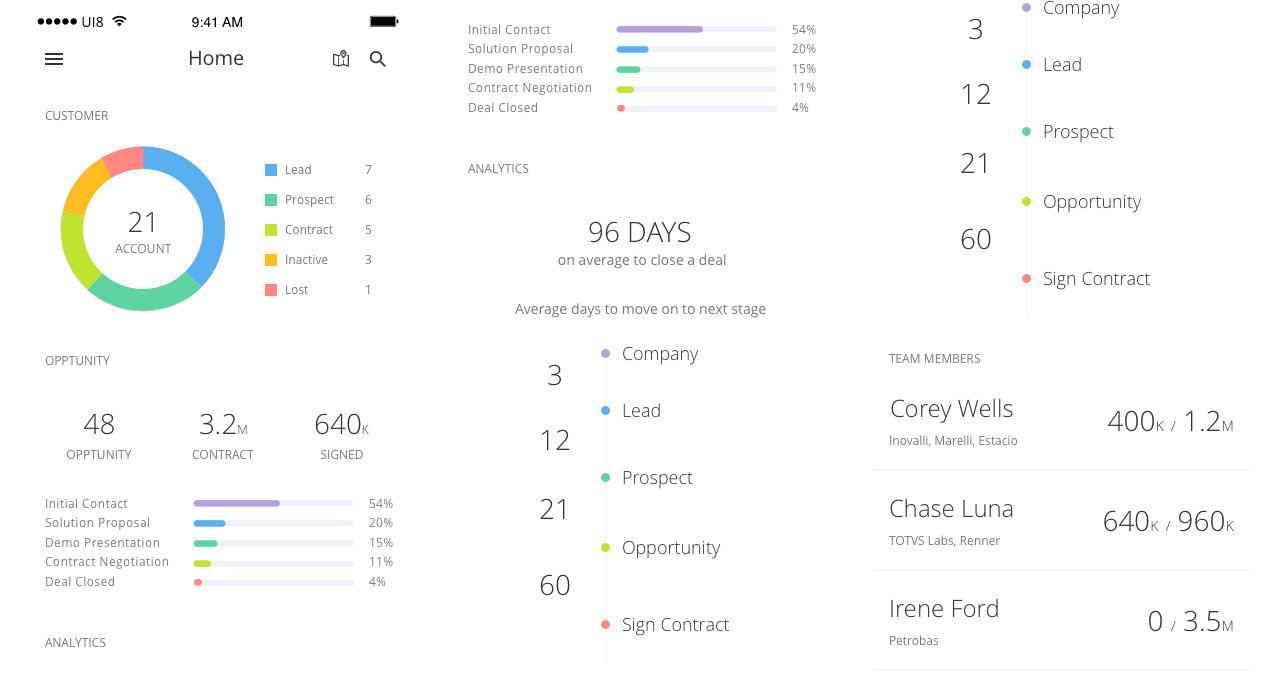 UI8 9:41 AM
Home
CUSTOMER
21
ACCOUNT
Lead 7
Prospect 6
Contract 5
Inactive 3
Lost 1
OPPTUNITY
48 3.2M 640K
OPPTUNITY CONTRACT SIGNED
Initial Contact 54%
Solution Proposal 20%
Demo Presentation 15%
Contract Negotiation 11%
Deal Closed 4%
ANALYTICS
Initial Contact 54%
Solution Proposal 20%
Demo Presentation 15%
Contract Negotiation 11%
Deal Closed 4%
ANALYTICS
96 DAYS
on average to close a deal
Average days to move on to next stage
Company
3
Lead
12
Prospect
21
Opportunity
60
Sign Contract
Company
3
Lead
12
Prospect
21
Opportunity
60
Sign Contract
TEAM MEMBERS
Corey Wells
400K / 1.2M
Inovalli, Marelli, Estacio
Chase Luna
640K / 960K
TOTVS Labs, Renner
Irene Ford
0 / 3.5M
Petrobas